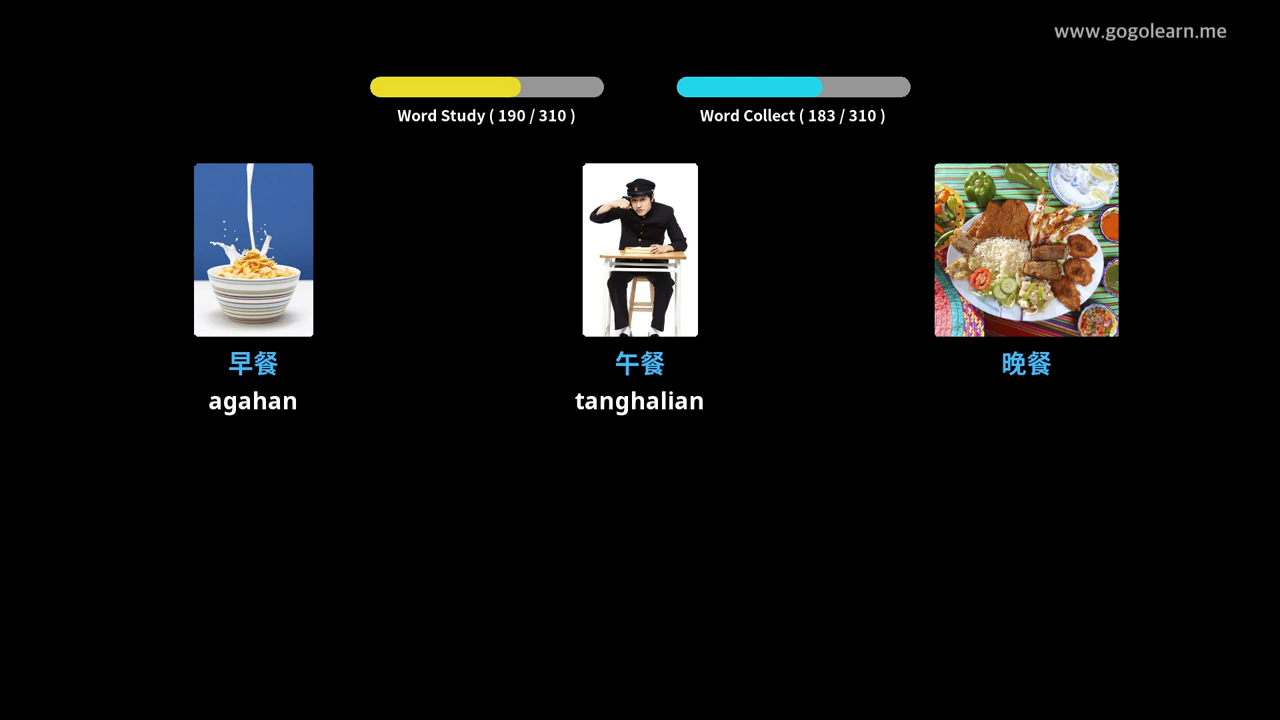 www.gogolearn.me
Word Study ( 190 / 310 )
Word Collect ( 183 / 310 )
早餐
午餐
晚餐
agahan
tanghalian